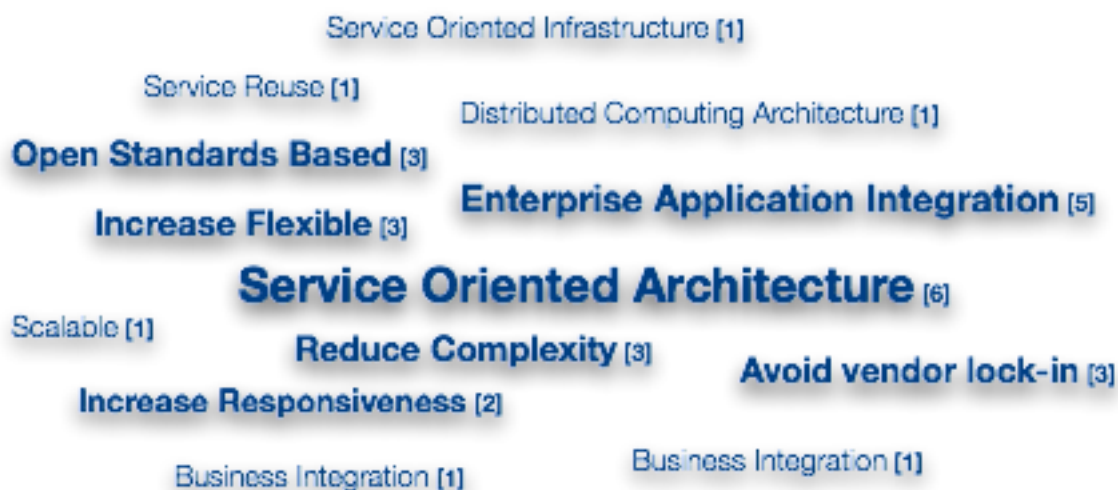 Service Oriented Infrastructure [1]
Service Reuse [1]
Distributed Computing Architecture [1]
Open Standards Based [3]
Enterprise Application Integration [5]
Increase Flexible [3]
Service Oriented Architecture [6]
Scalable [1]
Reduce Complexity [3]
Avoid vendor lock-in [3]
Increase Responsiveness [2]
Business Integration [1]
Business Integration [1]